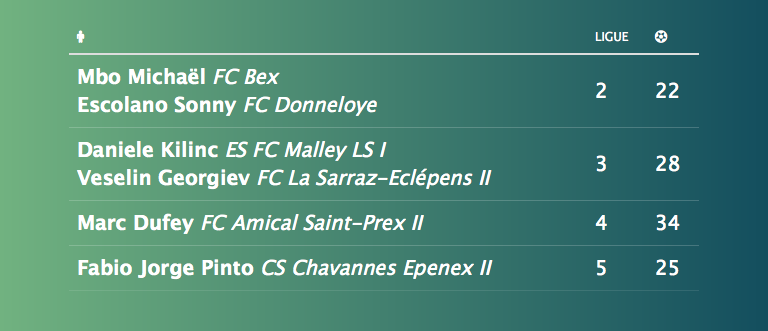 LIGUE
Mbo Michaël FC Bex
Escolano Sonny FC Donneloye
2 22
Daniele Kilinc ES FC Malley LS I
Veselin Georgiev FC La Sarraz-Eclépens II
3 28
Marc Dufey FC Amical Saint-Prex II 4 34
Fabio Jorge Pinto CS Chavannes Epenex II 5 25